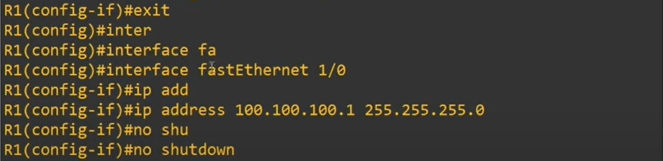 R1(config-if)#exit
R1(config)#inter
R1(config)#interface fa
R1(config)#interface fastEthernet 1/0
R1(config-if)#ip add
R1(config-if)#ip address 100.100.100.1 255.255.255.0
R1(config-if)#no shu
R1(config-if)#no shutdown